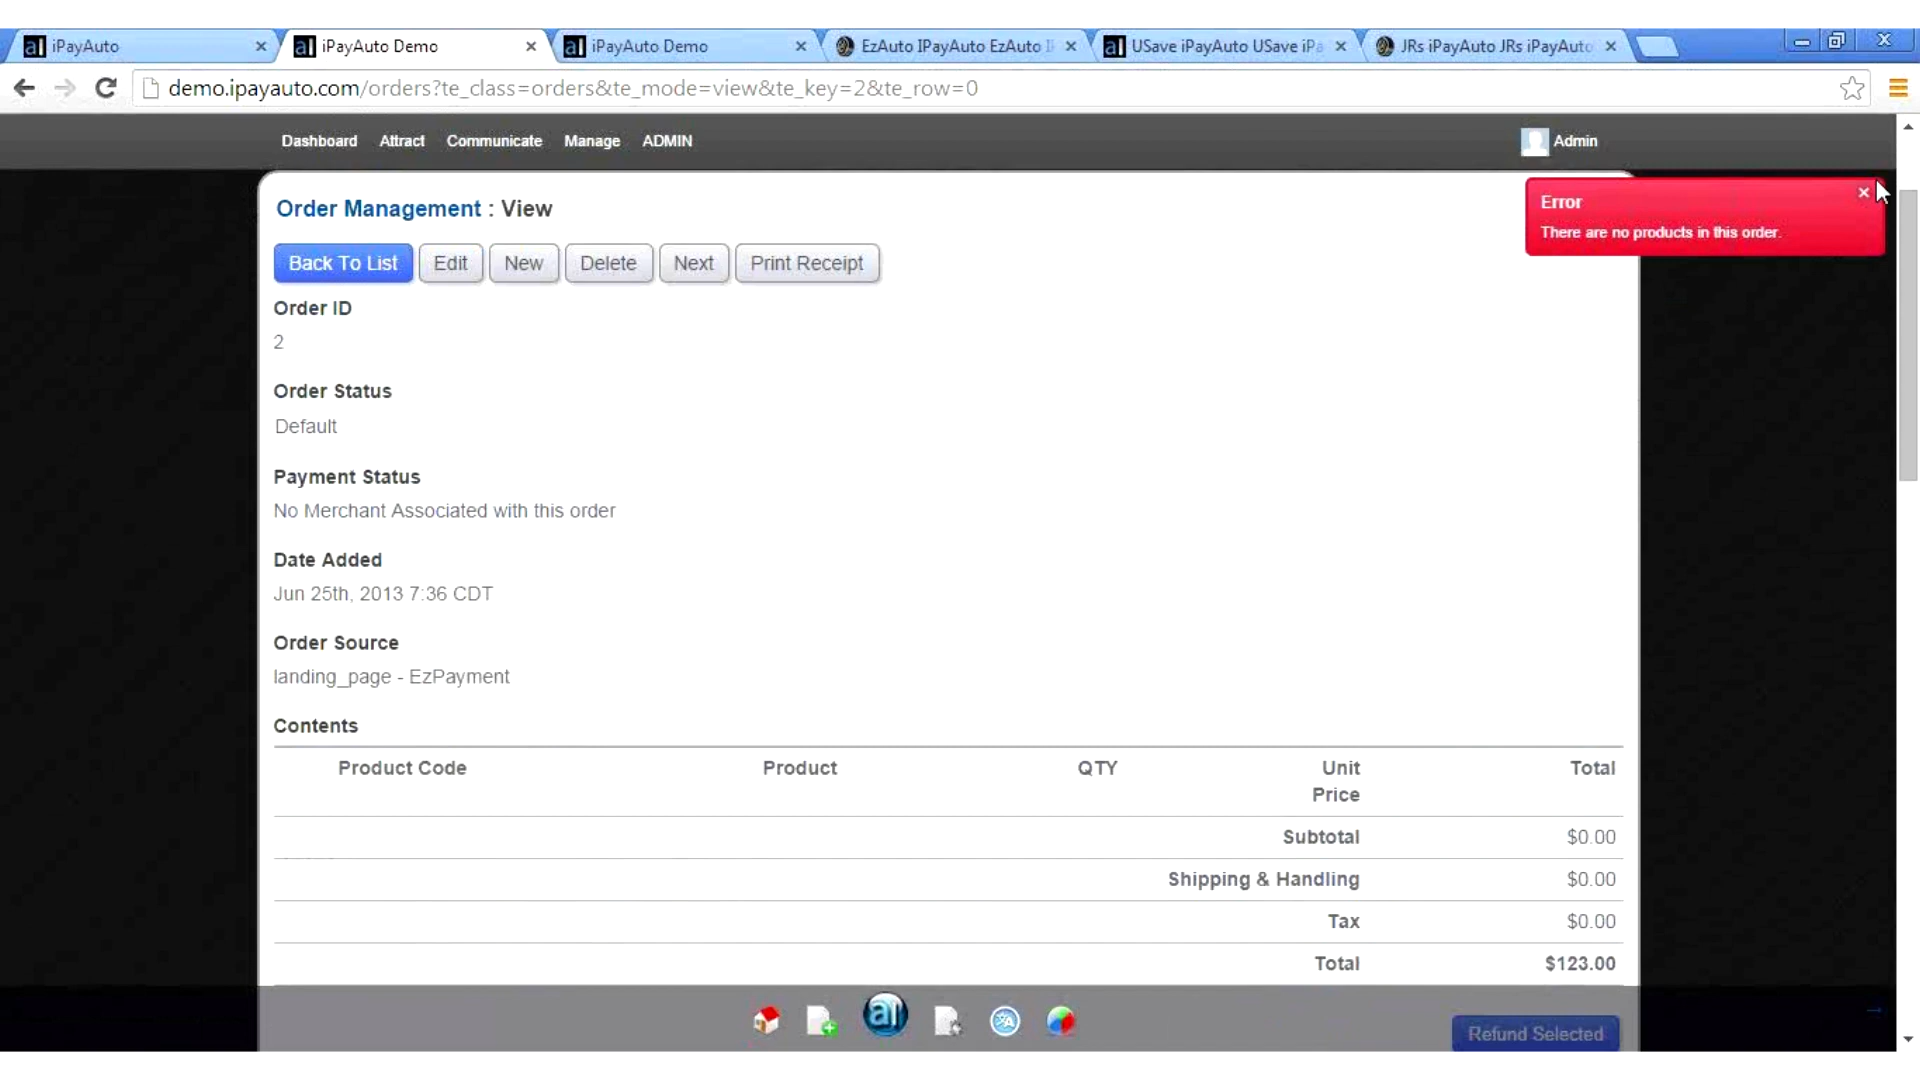 iPayAuto
iPayAuto Demo
iPayAuto Demo
EzAuto IPayAuto EzAuto
USave iPayAuto USave
JRs iPayAuto JRs iPayAuto
demo.ipayauto.com/orders?te_class=orders&te_mode=view&te_key=2&te_row=0
Dashboard Attract Communicate Manage ADMIN Admin
Order Management : View
Error
There are no products in this order.
Back To List Edit New Delete Next Print Receipt
Order ID
2
Order Status
Default
Payment Status
No Merchant Associated with this order
Date Added
Jun 25th, 2013 7:36 CDT
Order Source
landing_page - EzPayment
Contents
Product Code Product QTY Unit Price Total
Subtotal $0.00
Shipping & Handling $0.00
Tax $0.00
Total $123.00
Refund Selected